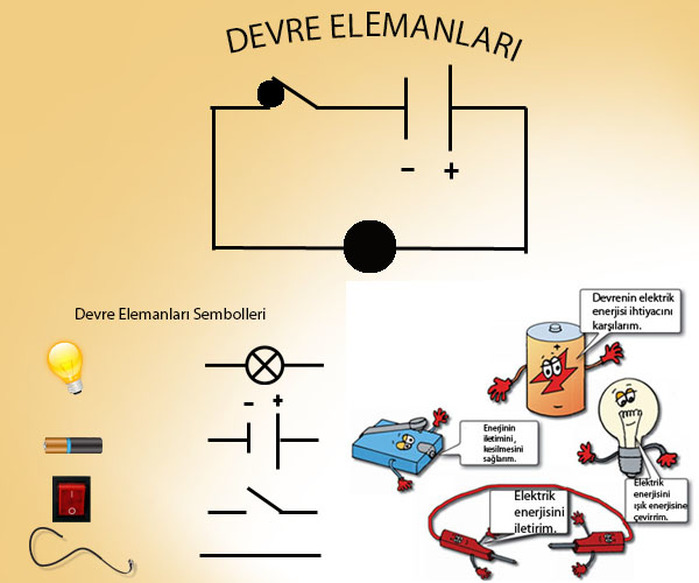 DEVRE ELEMANLARI
- +
Devre Elemanları Sembolleri
- +
Devrenin elektrik
enerjisi ihtiyacını
karşılarım.
Enerjinin
iletimini,
kesilmesini
sağlarım.
Elektrik
enerjisini
ışık enerjisine
çevirrim.
Elektrik
enerjisini
iletirim.